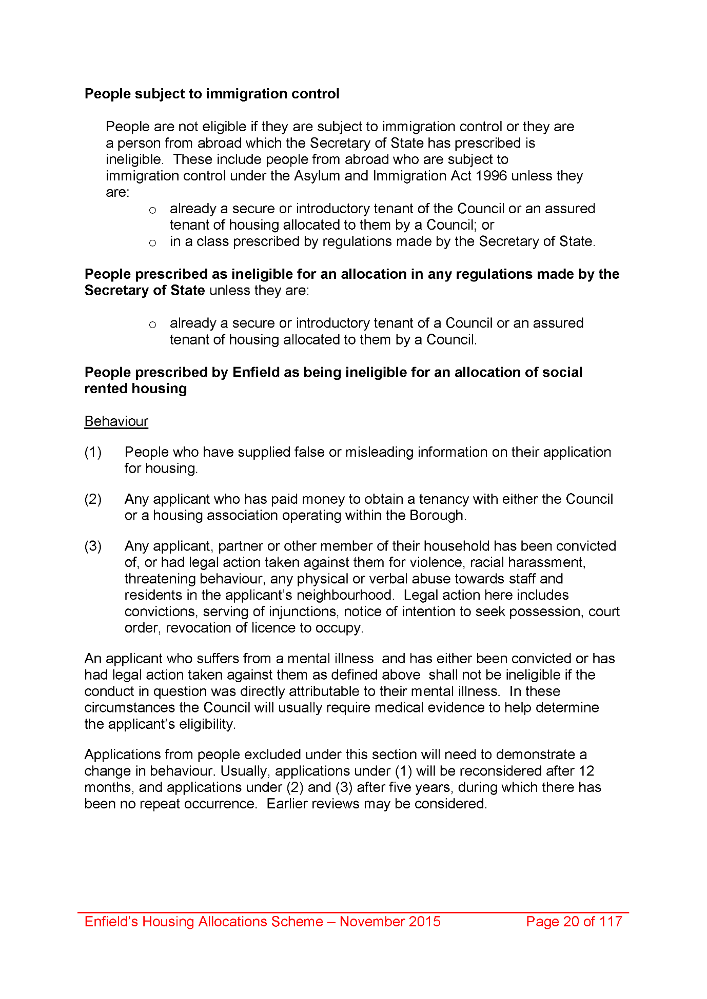 People subject to immigration control
People are not eligible if they are subject to immigration control or they are
a person from abroad which the Secretary of State has prescribed is
ineligible.  These include people from abroad who are subject to
immigration control under the Asylum and Immigration Act 1996 unless they
are:
o already a secure or introductory tenant of the Council or an assured
tenant of housing allocated to them by a Council; or
o in a class prescribed by regulations made by the Secretary of State.
People prescribed as ineligible for an allocation in any regulations made by the
Secretary of State unless they are:
o already a secure or introductory tenant of a Council or an assured
tenant of housing allocated to them by a Council.
People prescribed by Enfield as being ineligible for an allocation of social
rented housing
Behaviour
(1) People who have supplied false or misleading information on their application
for housing.
(2) Any applicant who has paid money to obtain a tenancy with either the Council
or a housing association operating within the Borough.
(3) Any applicant, partner or other member of their household has been convicted
of, or had legal action taken against them for violence, racial harassment,
threatening behaviour, any physical or verbal abuse towards staff and
residents in the applicant’s neighbourhood.  Legal action here includes
convictions, serving of injunctions, notice of intention to seek possession, court
order, revocation of licence to occupy.
An applicant who suffers from a mental illness  and has either been convicted or has
had legal action taken against them as defined above  shall not be ineligible if the
conduct in question was directly attributable to their mental illness.  In these
circumstances the Council will usually require medical evidence to help determine
the applicant’s eligibility.
Applications from people excluded under this section will need to demonstrate a
change in behaviour. Usually, applications under (1) will be reconsidered after 12
months, and applications under (2) and (3) after five years, during which there has
been no repeat occurrence.  Earlier reviews may be considered.
Enfield’s Housing Allocations Scheme – November 2015 Page 20 of 117